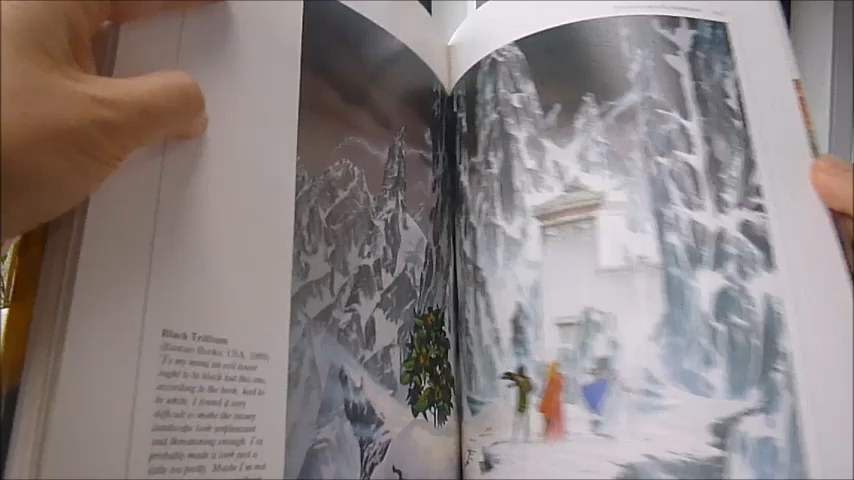 Black Trillium
(Bantam Books, USA, 1990)
'To my mind an evil tower
ought to be black but this one,
according to the book, had to
be white. I found it very
difficult to make the snowy
landscape look unpleasant
and threatening enough. I've
probably made it look just a
little too pretty. Maybe I'm not